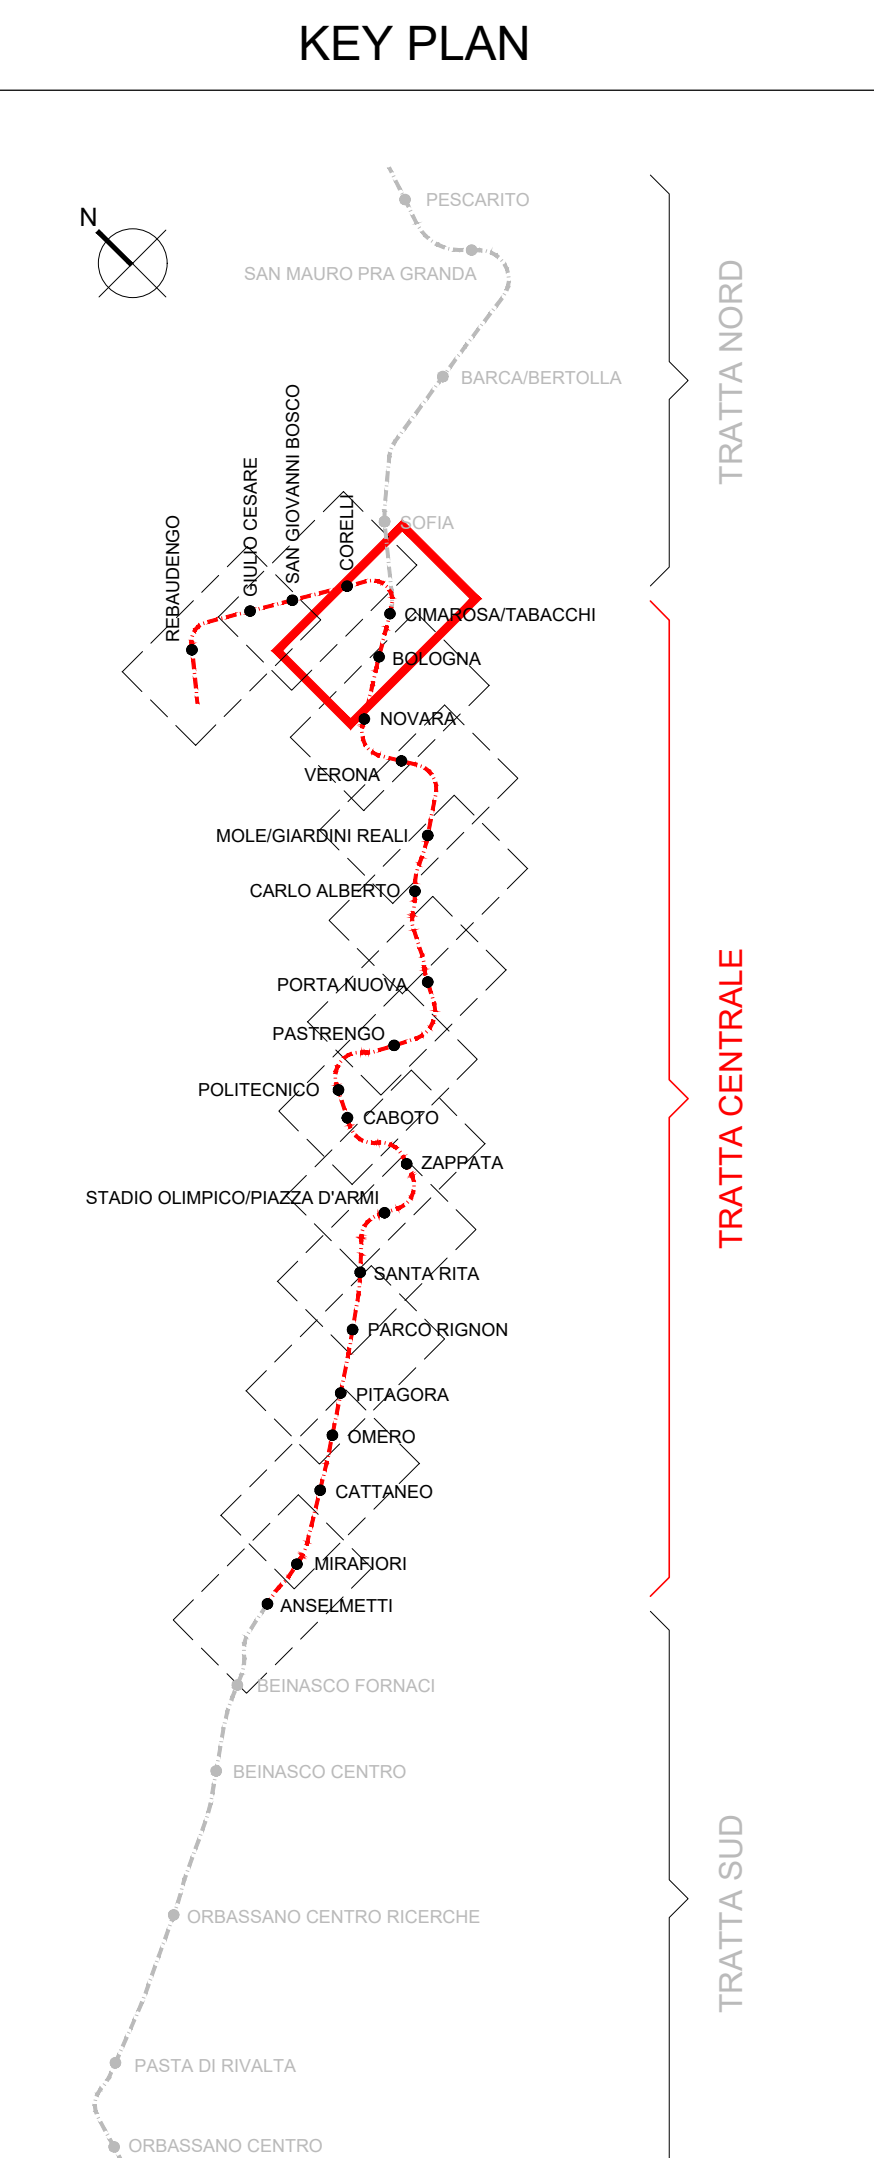 KEY PLAN
N
PESCARITO
SAN MAURO PRA GRANDA
TRATTA NORD
BARCA/BERTOLLA
REBAUDENGO
GIULIO CESARE
SAN GIOVANNI BOSCO
CORELLI
SOFIA
CIMAROSA/TABACCHI
BOLOGNA
NOVARA
VERONA
MOLE/GIARDINI REALI
CARLO ALBERTO
PORTA NUOVA
PASTRENGO
TRATTA CENTRALE
POLITECNICO
CABOTO
ZAPPATA
STADIO OLIMPICO/PIAZZA D'ARMI
SANTA RITA
PARCO RIGNON
PITAGORA
OMERO
CATTANEO
MIRAFIORI
ANSELMETTI
BEINASCO FORNACI
BEINASCO CENTRO
ORBASSANO CENTRO RICERCHE
TRATTA SUD
PASTA DI RIVALTA
ORBASSANO CENTRO